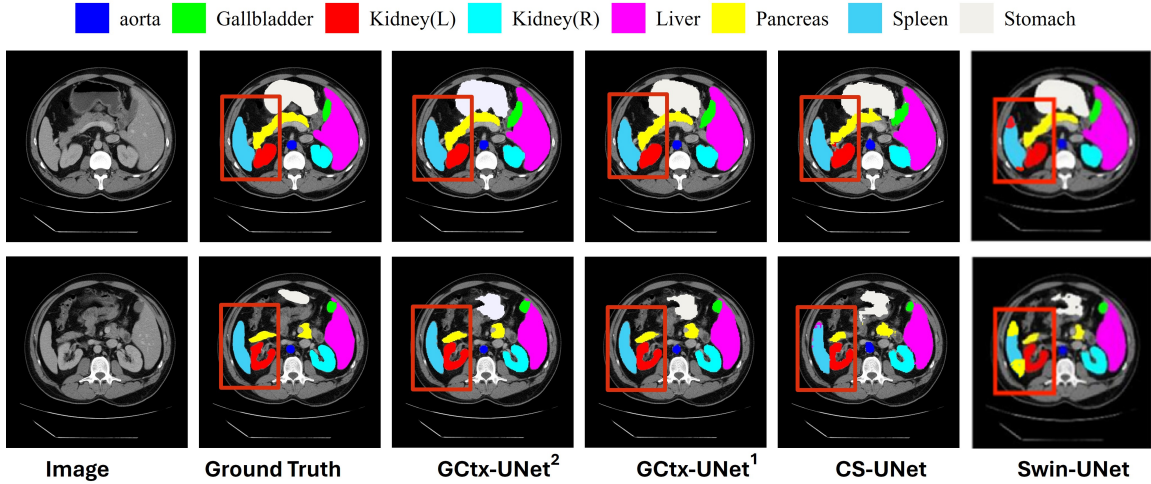 aorta Gallbladder Kidney(L) Kidney(R) Liver Pancreas Spleen Stomach
Image Ground Truth GCtx-UNet² GCtx-UNet¹ CS-UNet Swin-UNet